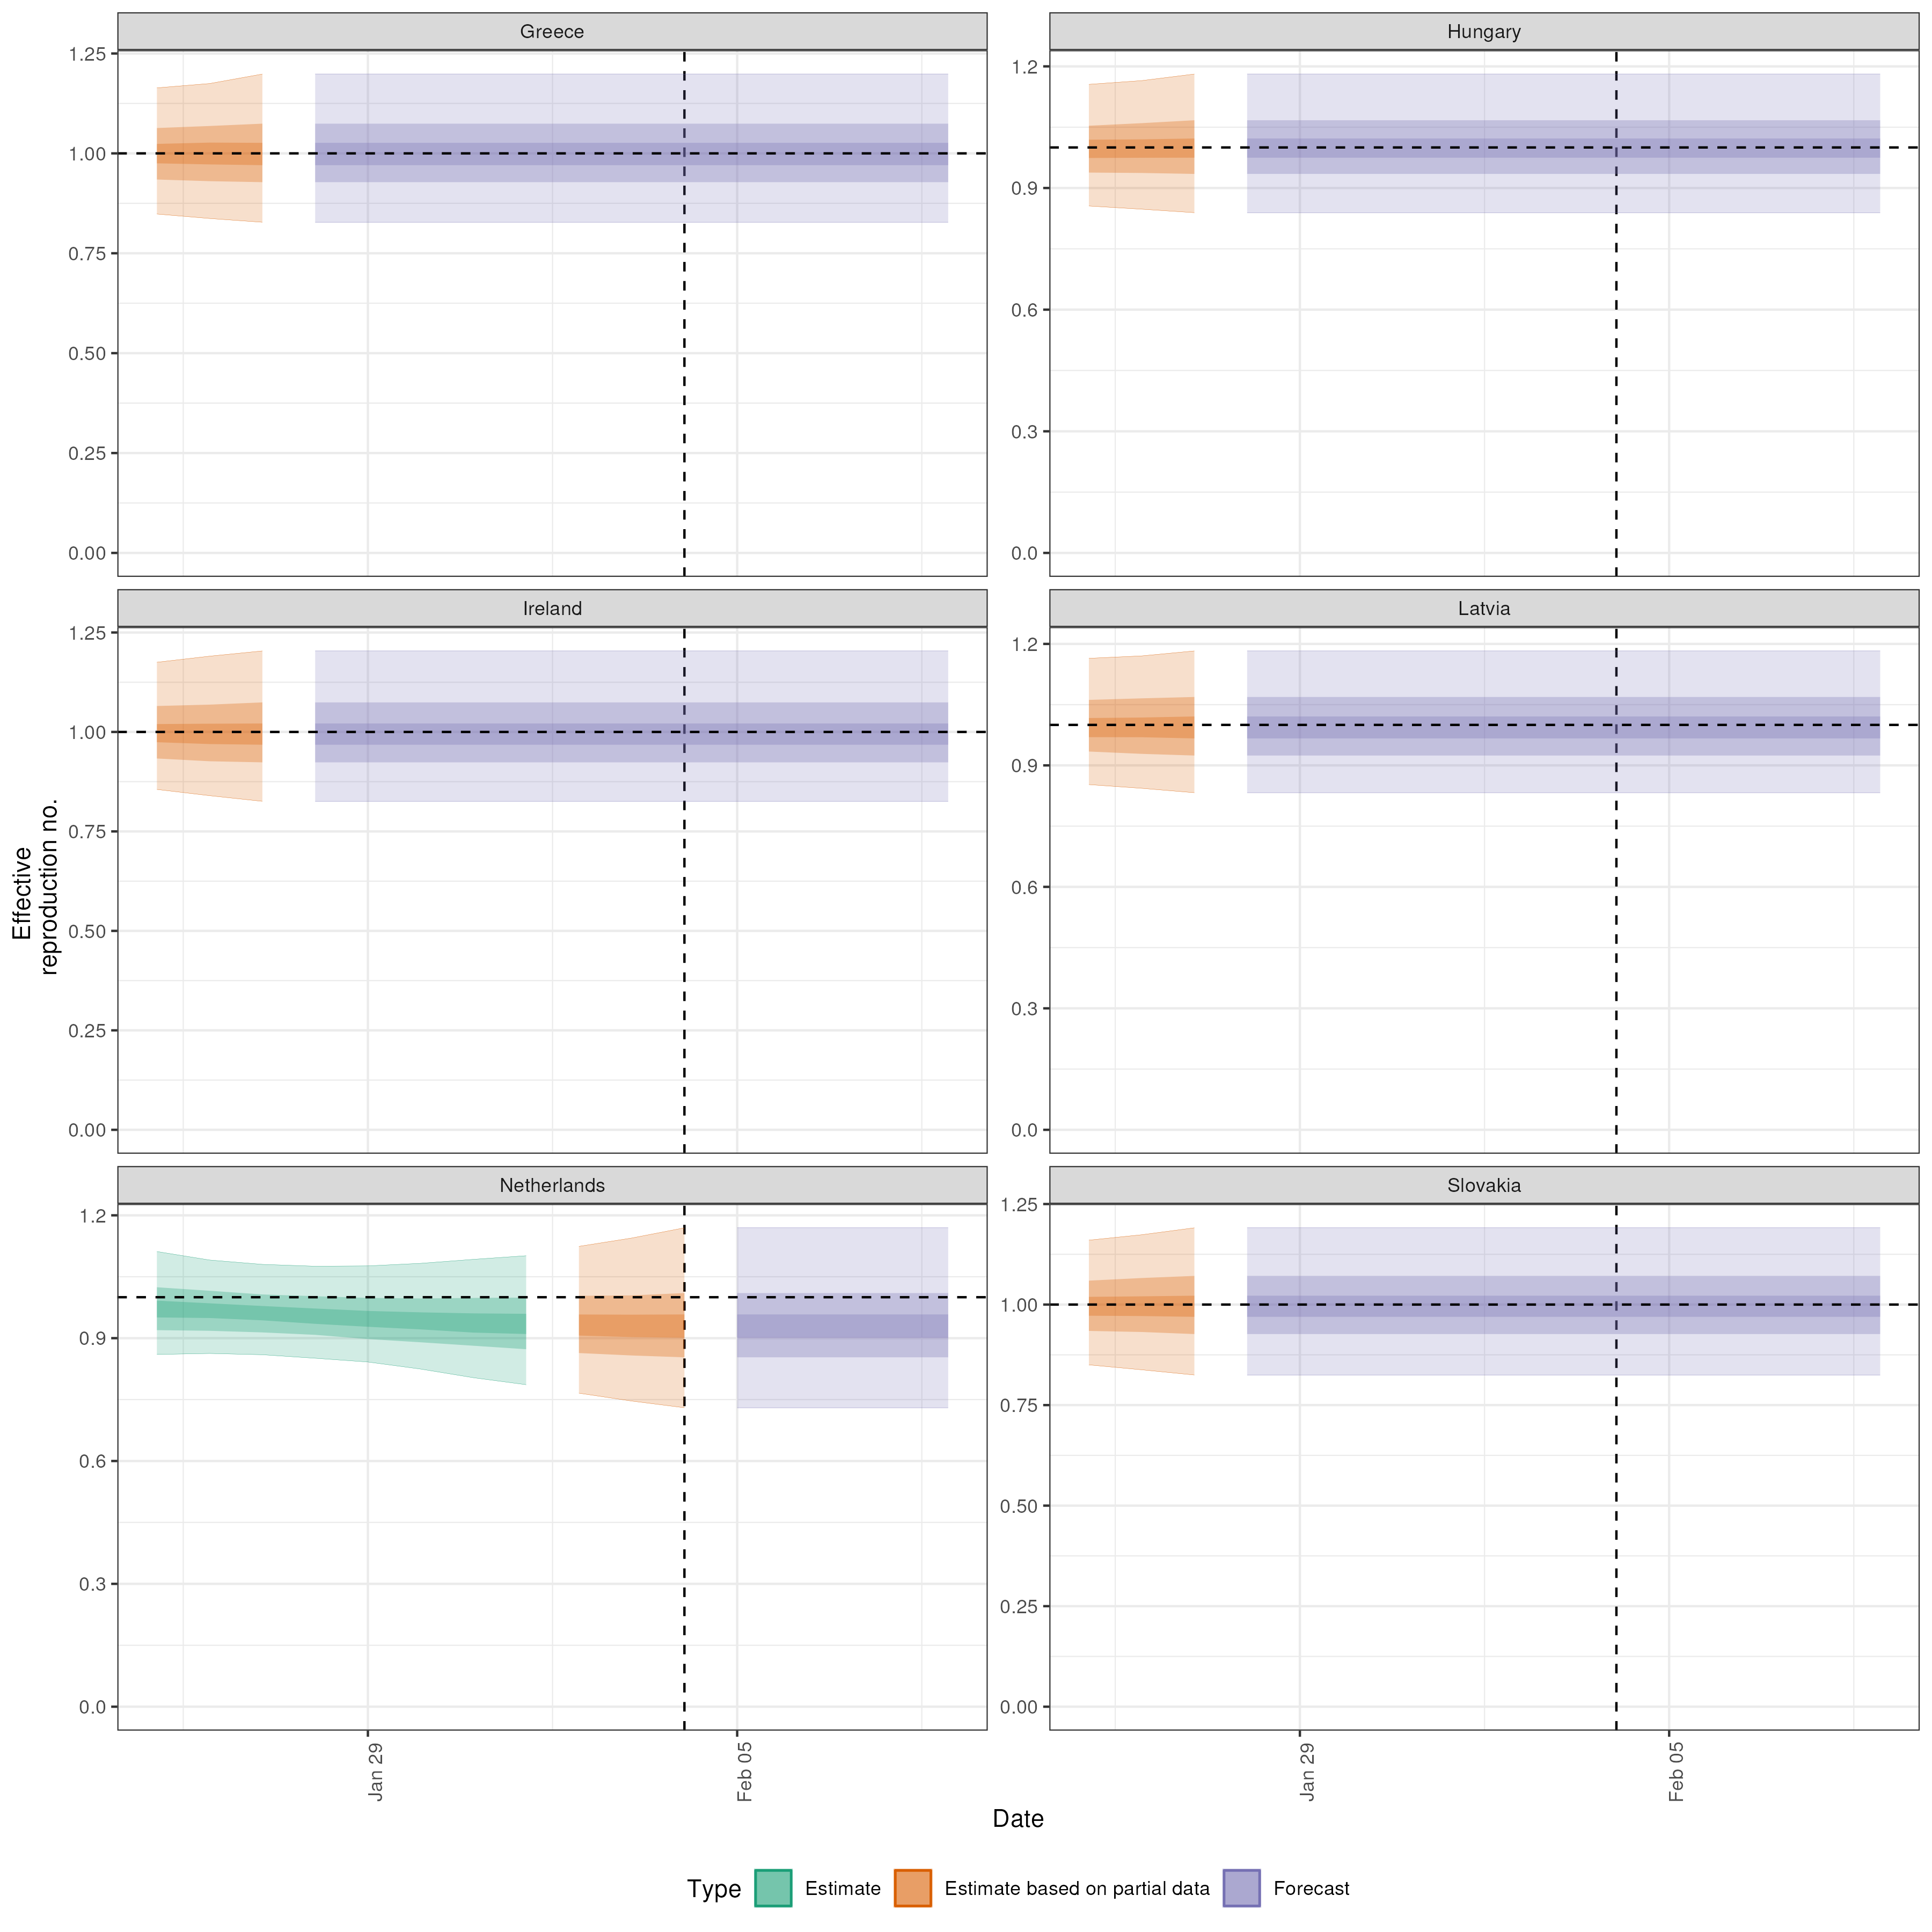 Greece
1.25
1.00
0.75
0.50
0.25
0.00
Hungary
1.2
0.9
0.6
0.3
0.0
Ireland
1.25
1.00
0.75
0.50
0.25
0.00
Latvia
1.2
0.9
0.6
0.3
0.0
Netherlands
1.2
0.9
0.6
0.3
0.0
Slovakia
1.25
1.00
0.75
0.50
0.25
0.00
Effective
reproduction no.
Jan 29
Feb 05
Jan 29
Feb 05
Date
Type
Estimate
Estimate based on partial data
Forecast